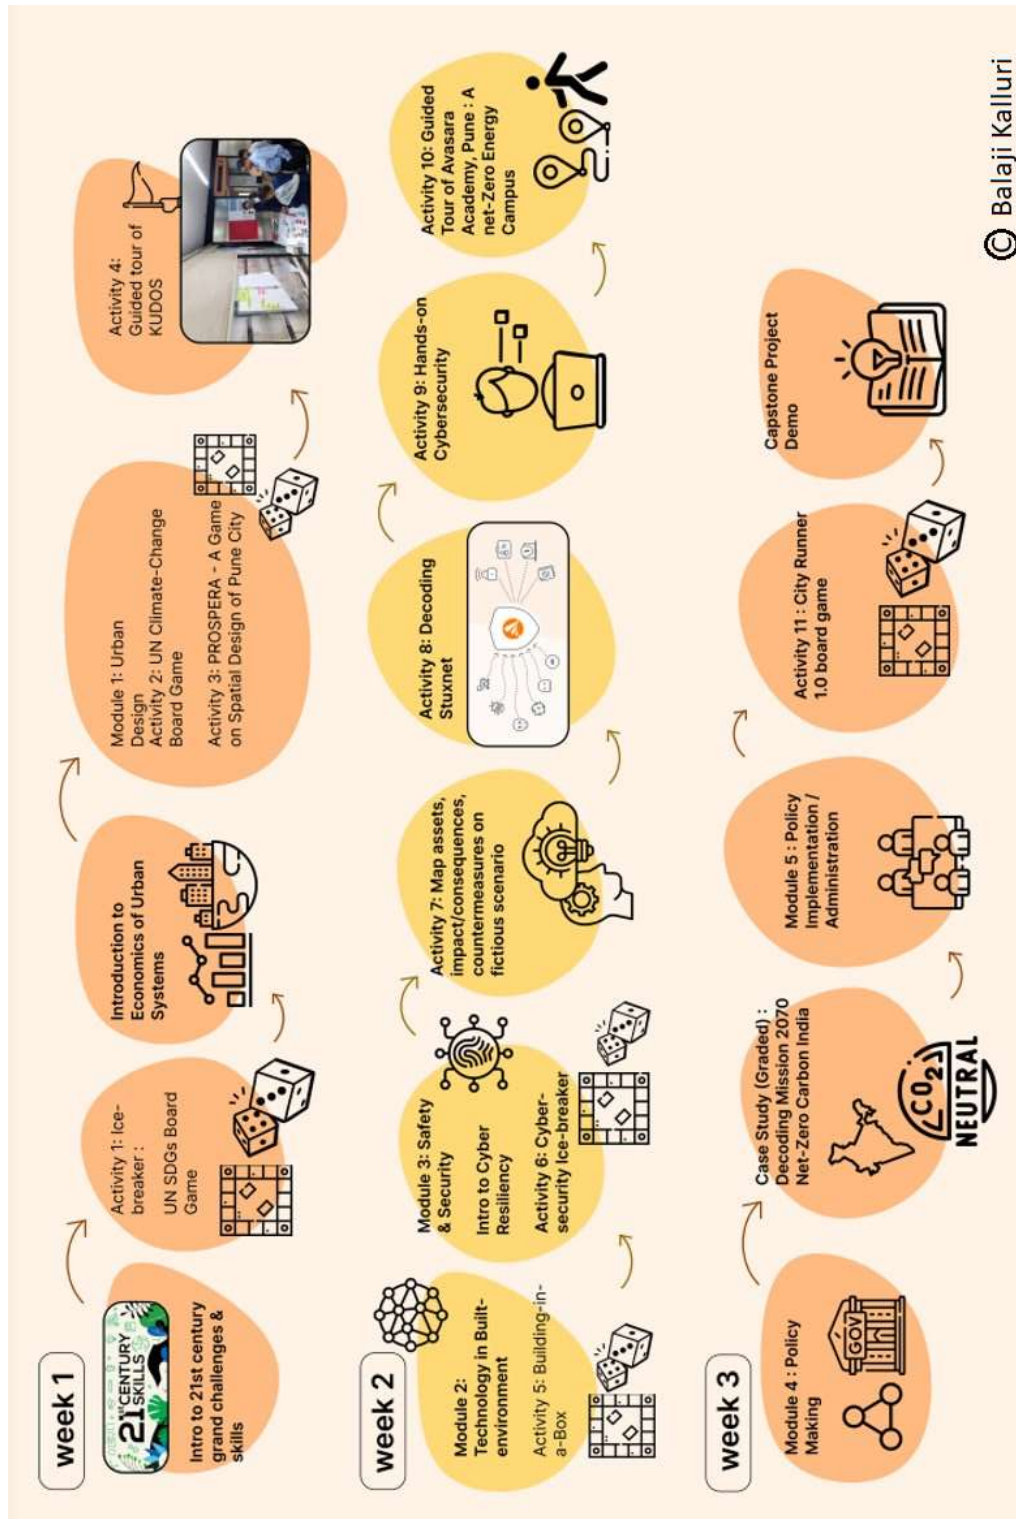 week 1
21st CENTURY
SKILLS
Intro to 21st century
grand challenges &
skills
Activity 1: Ice-
breaker :
UN SDGs Board
Game
Introduction to
Economics of Urban
Systems
Module 1: Urban
Design
Activity 2: UN Climate-Change
Board Game
Activity 3: PROSPERA - A Game
on Spatial Design of Pune City
Activity 4:
Guided tour of
KUDOS
week 2
Module 2:
Technology in Built-
environment
Activity 5: Building-in-
a-Box
Module 3: Safety
& Security
Intro to Cyber
Resiliency
Activity 6: Cyber-
security Ice-breaker
Activity 7: Map assets,
impact/consequences,
countermeasures on
fictious scenario
Activity 8: Decoding
Stuxnet
Activity 9: Hands-on
Cybersecurity
Activity 10: Guided
Tour of Avasara
Academy, Pune : A
net-Zero Energy
Campus
week 3
Module 4 : Policy
Making
GOV
Case Study (Graded) :
Decoding Mission 2070
Net-Zero Carbon India
CO2
NEUTRAL
Module 5 : Policy
Implementation /
Administration
Activity 11 : City Runner
1.0 board game
Capstone Project
Demo
© Balaji Kalluri